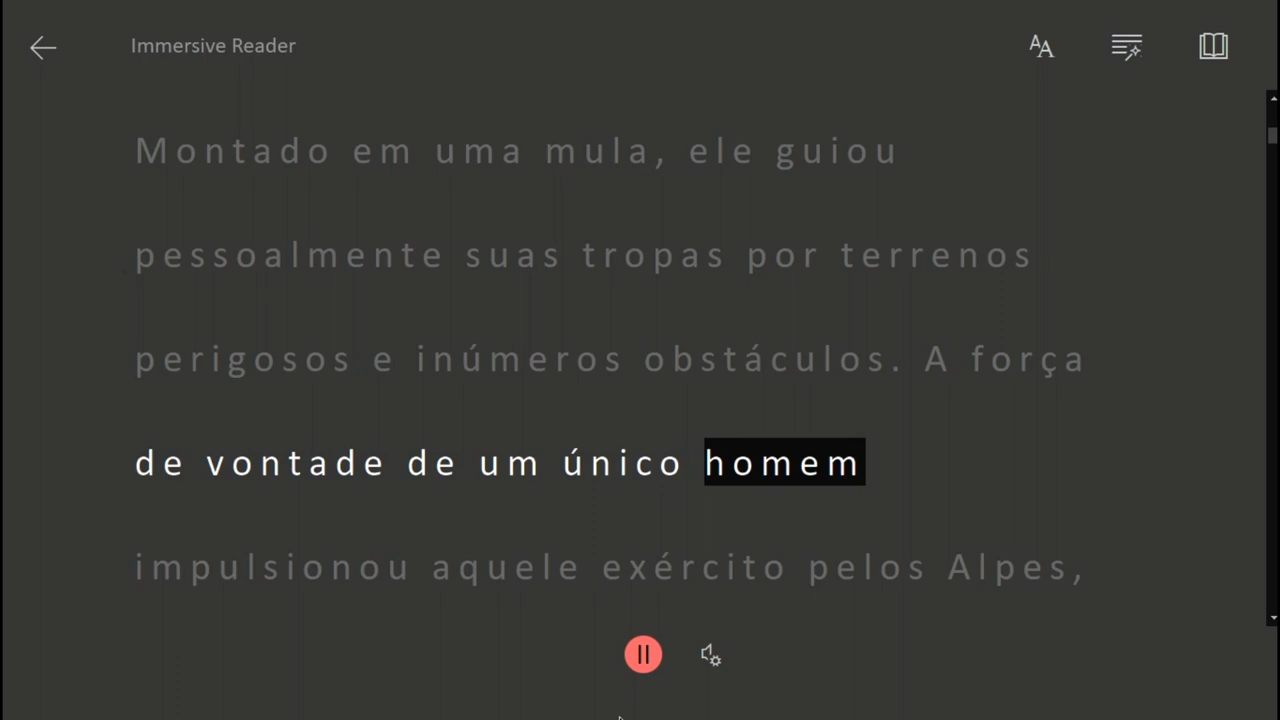 Immersive Reader
Montado em uma mula, ele guiou
pessoalmente suas tropas por terrenos
perigosos e inúmeros obstáculos. A força
de vontade de um único homem
impulsionou aquele exército pelos Alpes,